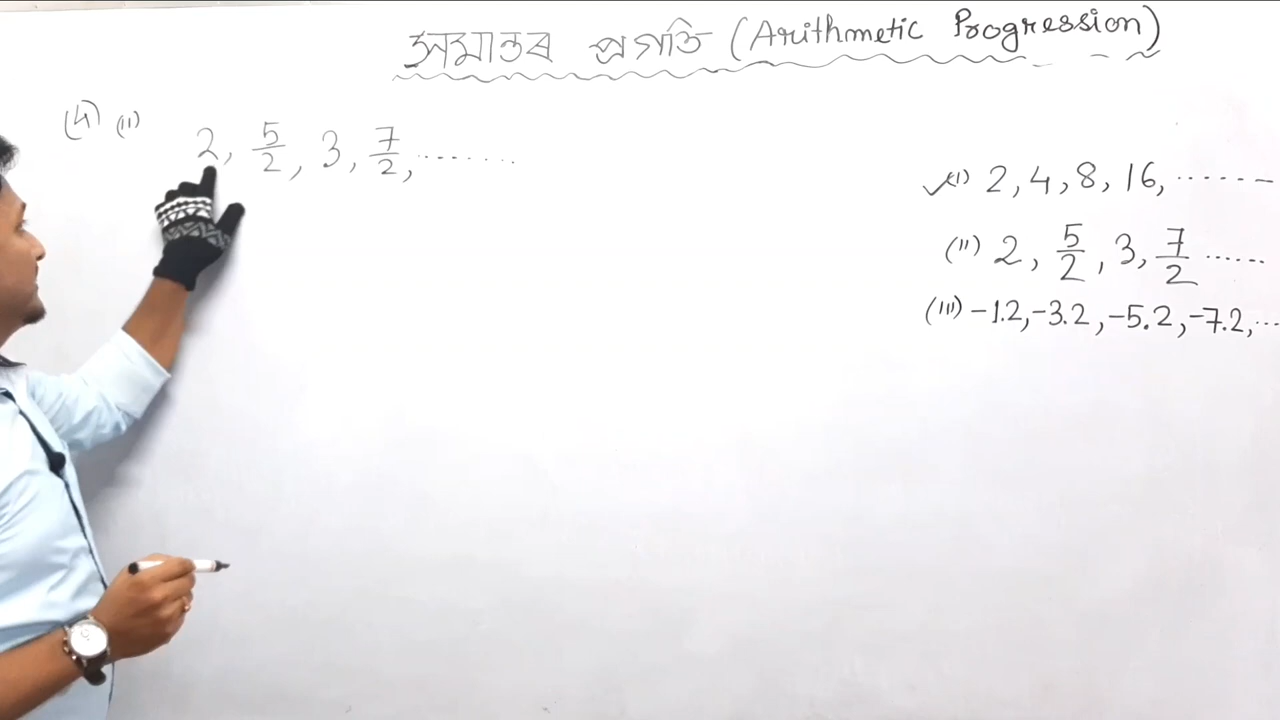 সমান্তৰ প্ৰগতি (Arithmetic Progression)
(4) (ii) 2, 5/2, 3, 7/2, ........
✓(i) 2, 4, 8, 16, .......
(ii) 2, 5/2, 3, 7/2 ......
(iii) -1.2, -3.2, -5.2, -7.2, ...